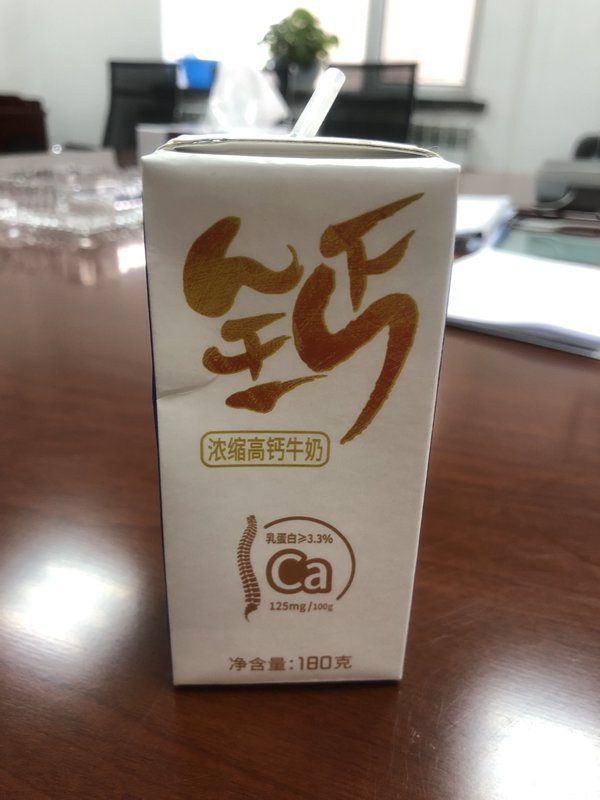 钙
浓缩高钙牛奶
乳蛋白≥3.3%
Ca
125mg/100g
净含量:180克